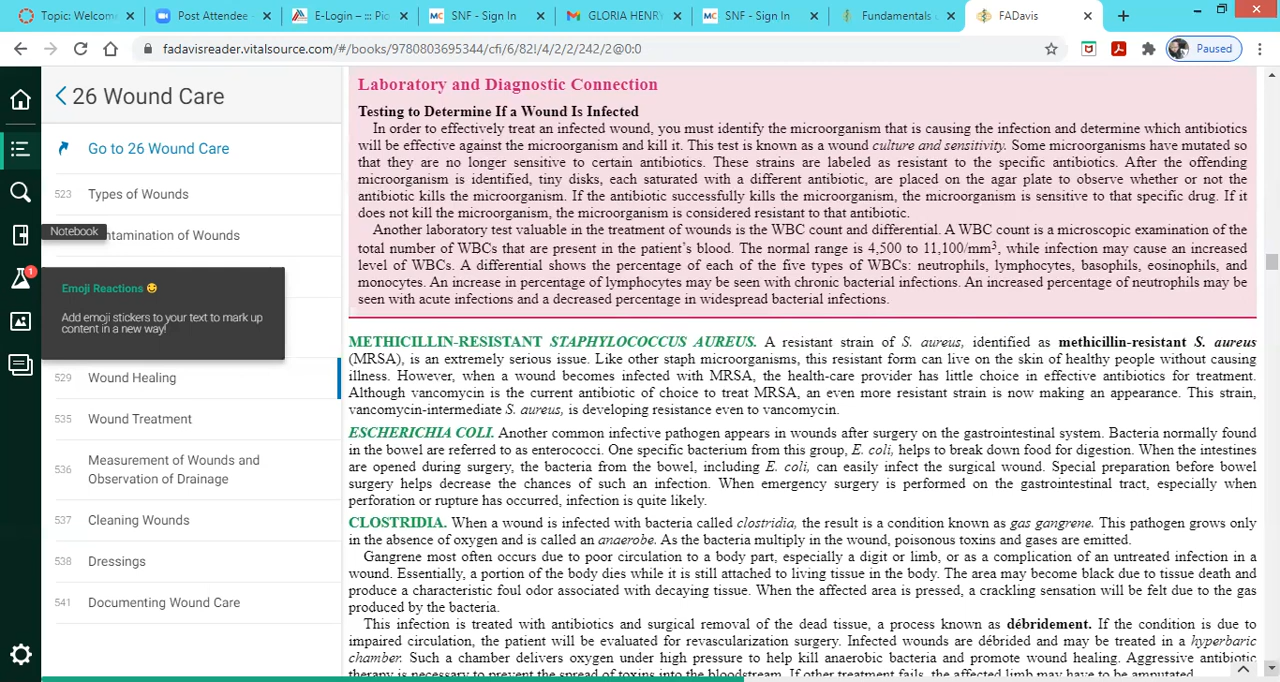 Topic: Welcome
Post Attendee -
E-Login – ::: Pio
SNF - Sign In
GLORIA HENRY
SNF - Sign In
Fundamentals o
FADavis
fadavisreader.vitalsource.com/#/books/9780803695344/cfi/6/82!/4/2/2/242/2@0:0
Paused
26 Wound Care
Go to 26 Wound Care
523 Types of Wounds
ntamination of Wounds
Notebook
1
Emoji Reactions 😀
Add emoji stickers to your text to mark up
content in a new way!
529 Wound Healing
535 Wound Treatment
536 Measurement of Wounds and
Observation of Drainage
537 Cleaning Wounds
538 Dressings
541 Documenting Wound Care
Laboratory and Diagnostic Connection
Testing to Determine If a Wound Is Infected
In order to effectively treat an infected wound, you must identify the microorganism that is causing the infection and determine which antibiotics
will be effective against the microorganism and kill it. This test is known as a wound culture and sensitivity. Some microorganisms have mutated so
that they are no longer sensitive to certain antibiotics. These strains are labeled as resistant to the specific antibiotics. After the offending
microorganism is identified, tiny disks, each saturated with a different antibiotic, are placed on the agar plate to observe whether or not the
antibiotic kills the microorganism. If the antibiotic successfully kills the microorganism, the microorganism is sensitive to that specific drug. If it
does not kill the microorganism, the microorganism is considered resistant to that antibiotic.
Another laboratory test valuable in the treatment of wounds is the WBC count and differential. A WBC count is a microscopic examination of the
total number of WBCs that are present in the patient's blood. The normal range is 4,500 to 11,100/mm³, while infection may cause an increased
level of WBCs. A differential shows the percentage of each of the five types of WBCs: neutrophils, lymphocytes, basophils, eosinophils, and
monocytes. An increase in percentage of lymphocytes may be seen with chronic bacterial infections. An increased percentage of neutrophils may be
seen with acute infections and a decreased percentage in widespread bacterial infections.
METHICILLIN-RESISTANT STAPHYLOCOCCUS AUREUS. A resistant strain of S. aureus, identified as methicillin-resistant S. aureus
(MRSA), is an extremely serious issue. Like other staph microorganisms, this resistant form can live on the skin of healthy people without causing
illness. However, when a wound becomes infected with MRSA, the health-care provider has little choice in effective antibiotics for treatment.
Although vancomycin is the current antibiotic of choice to treat MRSA, an even more resistant strain is now making an appearance. This strain,
vancomycin-intermediate S. aureus, is developing resistance even to vancomycin.
ESCHERICHIA COLI. Another common infective pathogen appears in wounds after surgery on the gastrointestinal system. Bacteria normally found
in the bowel are referred to as enterococci. One specific bacterium from this group, E. coli, helps to break down food for digestion. When the intestines
are opened during surgery, the bacteria from the bowel, including E. coli, can easily infect the surgical wound. Special preparation before bowel
surgery helps decrease the chances of such an infection. When emergency surgery is performed on the gastrointestinal tract, especially when
perforation or rupture has occurred, infection is quite likely.
CLOSTRIDIA. When a wound is infected with bacteria called clostridia, the result is a condition known as gas gangrene. This pathogen grows only
in the absence of oxygen and is called an anaerobe. As the bacteria multiply in the wound, poisonous toxins and gases are emitted.
Gangrene most often occurs due to poor circulation to a body part, especially a digit or limb, or as a complication of an untreated infection in a
wound. Essentially, a portion of the body dies while it is still attached to living tissue in the body. The area may become black due to tissue death and
produce a characteristic foul odor associated with decaying tissue. When the affected area is pressed, a crackling sensation will be felt due to the gas
produced by the bacteria.
This infection is treated with antibiotics and surgical removal of the dead tissue, a process known as débridement. If the condition is due to
impaired circulation, the patient will be evaluated for revascularization surgery. Infected wounds are débrided and may be treated in a hyperbaric
chamber. Such a chamber delivers oxygen under high pressure to help kill anaerobic bacteria and promote wound healing. Aggressive antibiotic
therapy is necessary to prevent the spread of toxins into the bloodstream. If other treatment fails, the affected limb may have to be amputated.